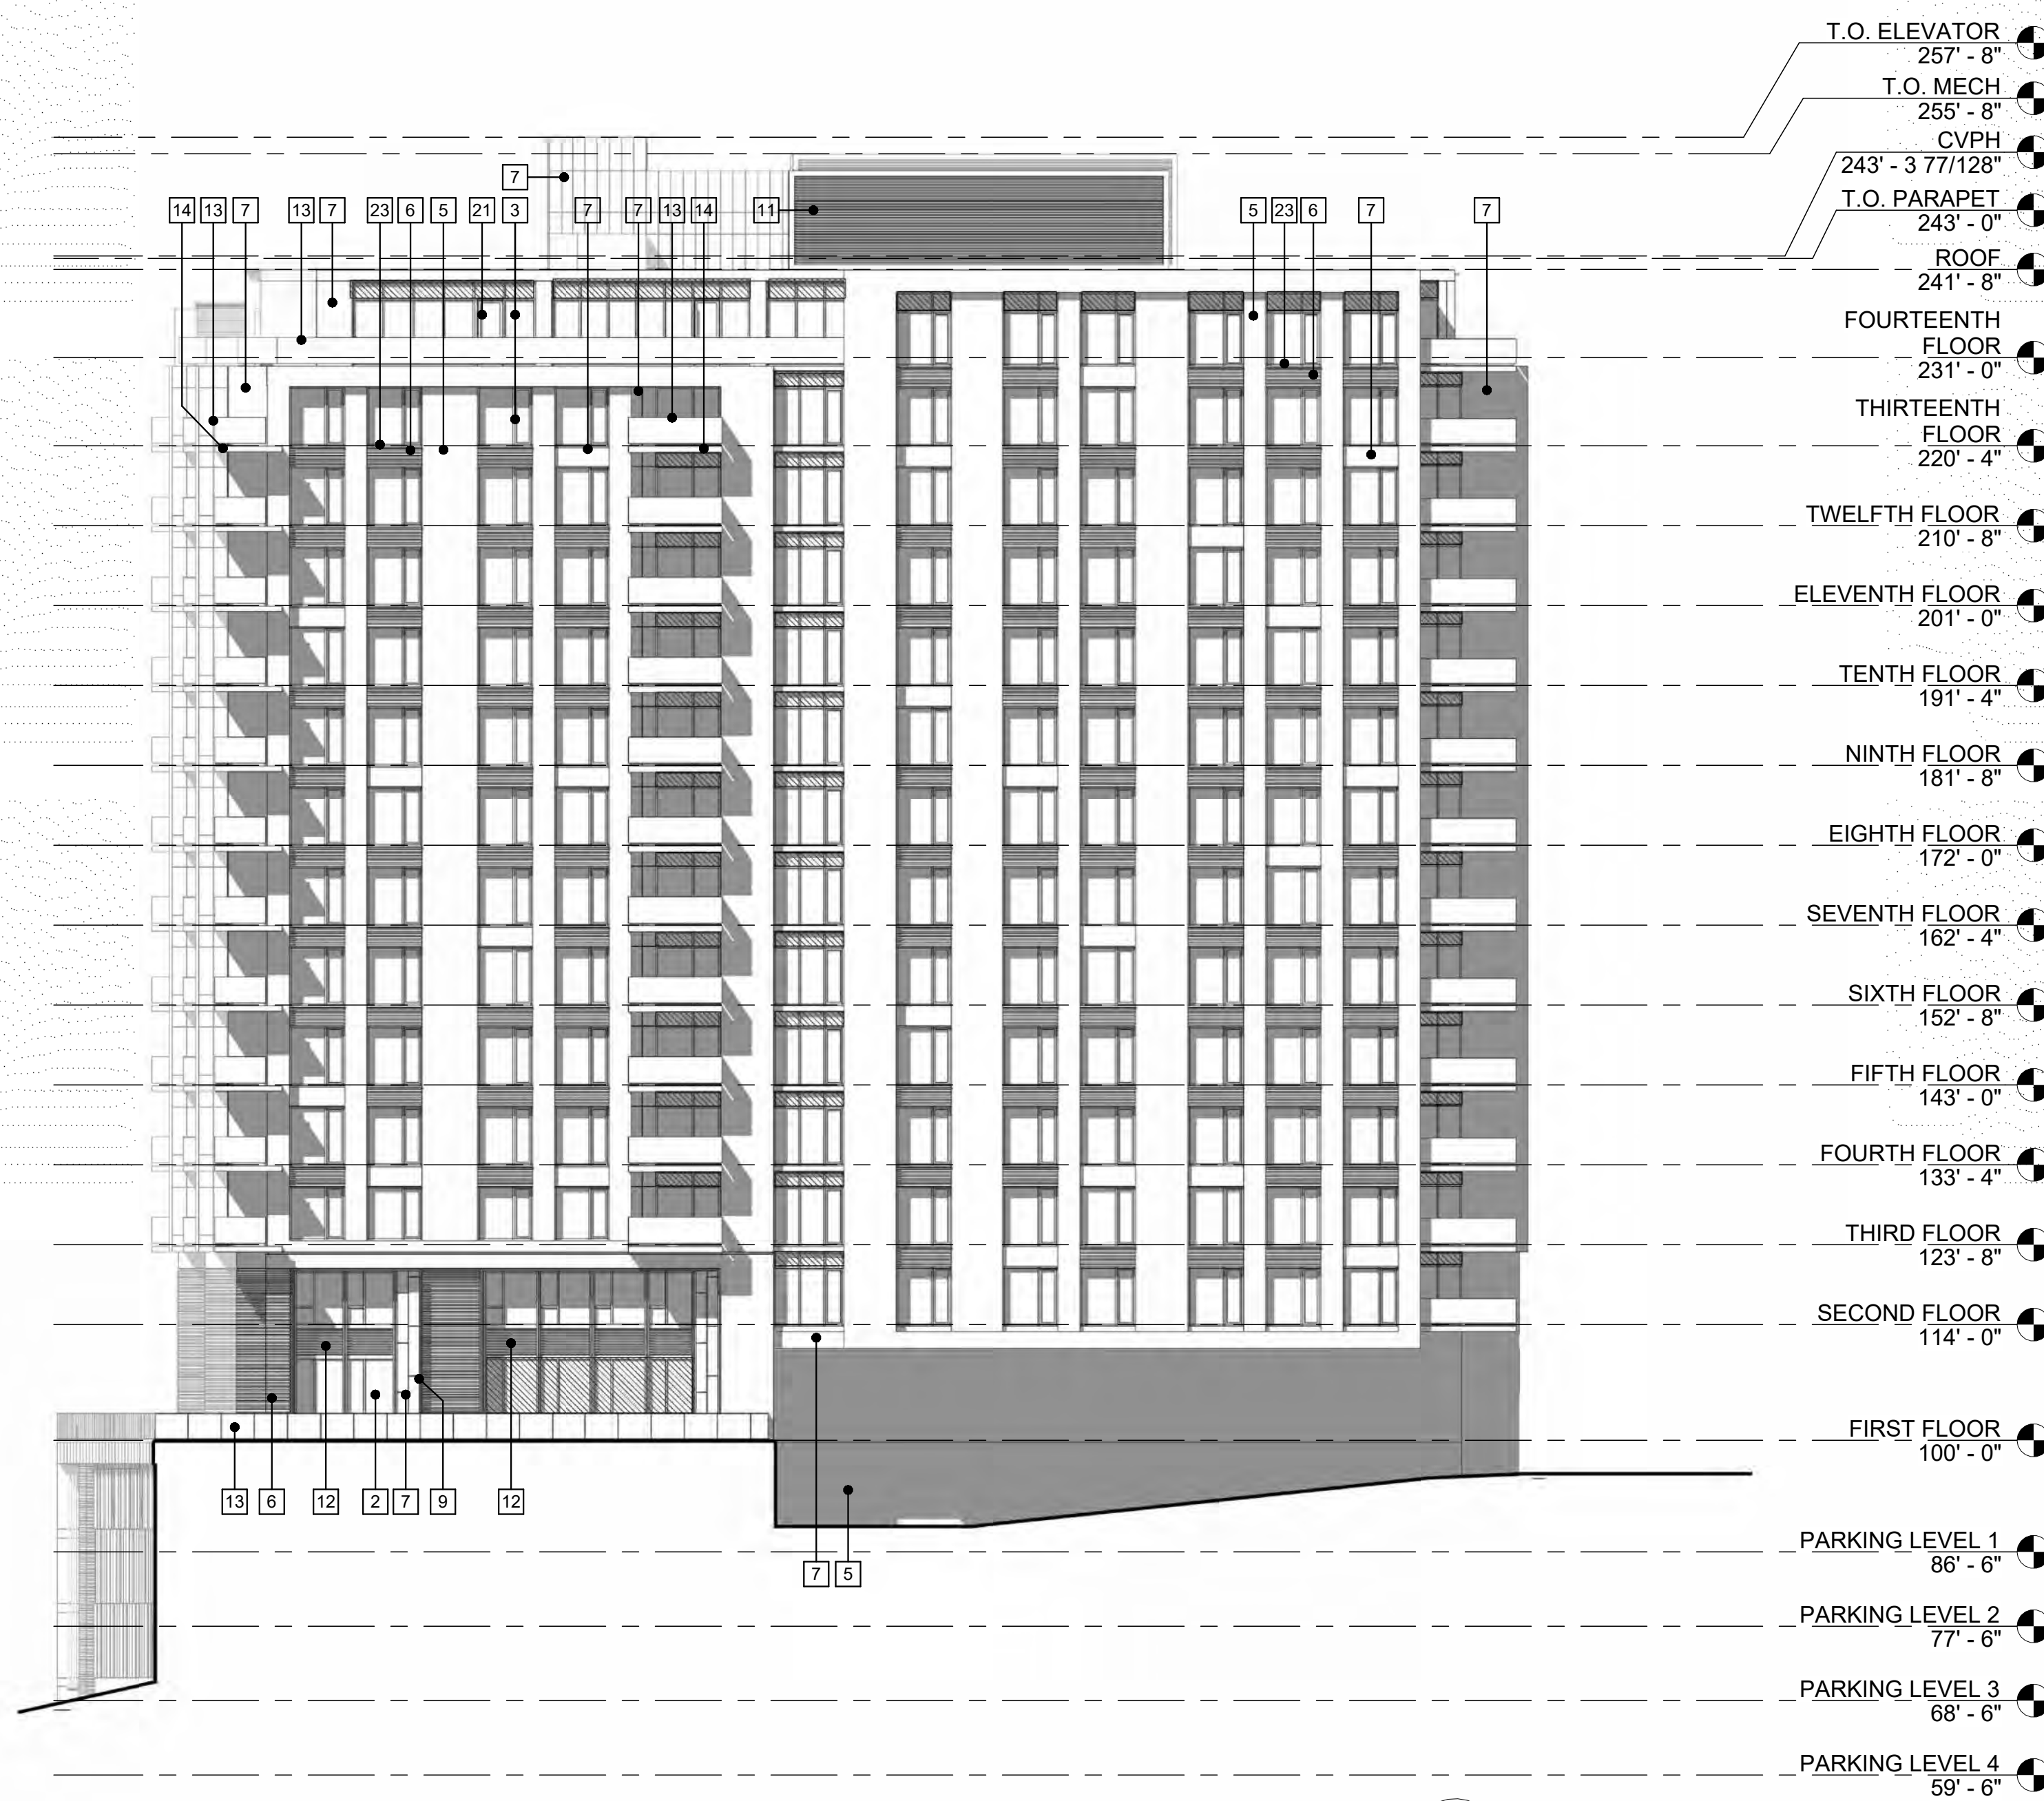 T.O. ELEVATOR
257' - 8"
T.O. MECH
255' - 8"
CVPH
243' - 3 77/128"
T.O. PARAPET
243' - 0"
ROOF
241' - 8"
7
14 13 7 13 7 23 6 5 21 3 7 7 13 14 11 5 23 6 7 7
FOURTEENTH
FLOOR
231' - 0"
THIRTEENTH
FLOOR
220' - 4"
TWELFTH FLOOR
210' - 8"
ELEVENTH FLOOR
201' - 0"
TENTH FLOOR
191' - 4"
NINTH FLOOR
181' - 8"
EIGHTH FLOOR
172' - 0"
SEVENTH FLOOR
162' - 4"
SIXTH FLOOR
152' - 8"
FIFTH FLOOR
143' - 0"
FOURTH FLOOR
133' - 4"
THIRD FLOOR
123' - 8"
SECOND FLOOR
114' - 0"
FIRST FLOOR
100' - 0"
13 6 12 2 7 9 12
7 5
PARKING LEVEL 1
86' - 6"
PARKING LEVEL 2
77' - 6"
PARKING LEVEL 3
68' - 6"
PARKING LEVEL 4
59' - 6"